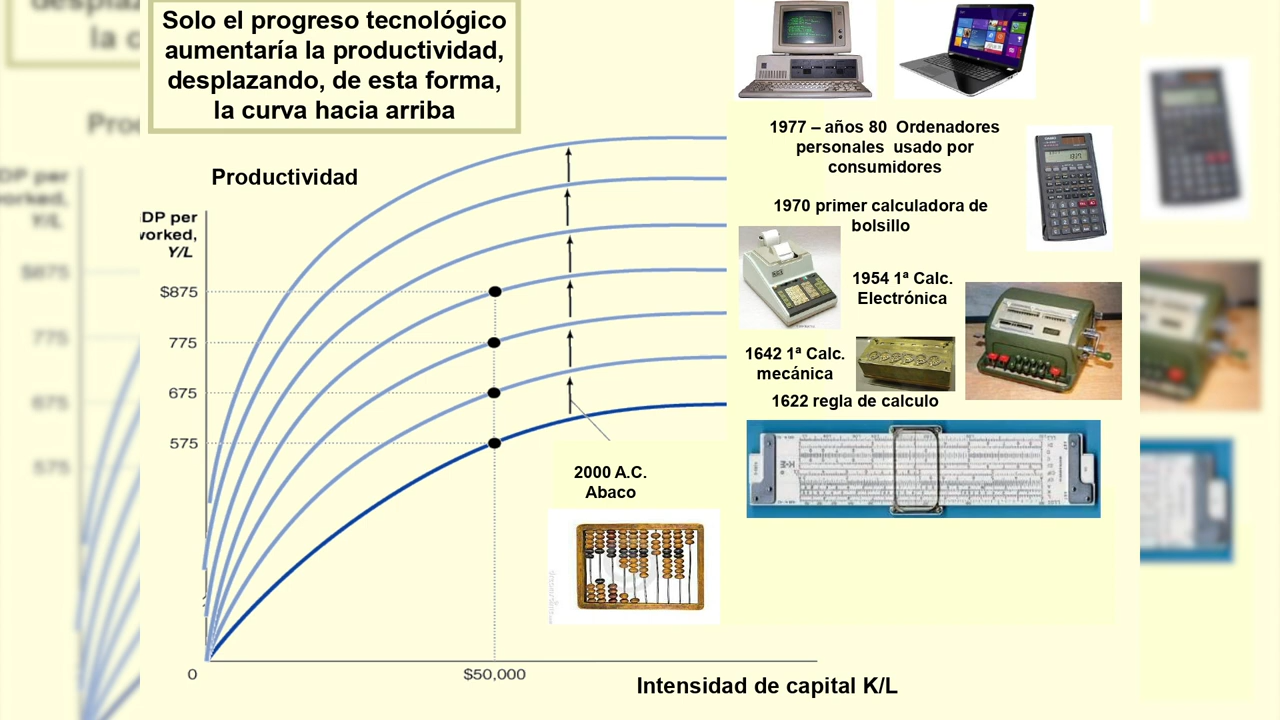 Solo el progreso tecnológico
aumentaría la productividad,
desplazando, de esta forma,
la curva hacia arriba
Productividad
DP per
worked,
Y/L
$875
775
675
575
0
$50,000
Intensidad de capital K/L
2000 A.C.
Abaco
1977 – años 80 Ordenadores
personales usado por
consumidores
1970 primer calculadora de
bolsillo
1954 1ª Calc.
Electrónica
1642 1ª Calc.
mecánica
1622 regla de calculo